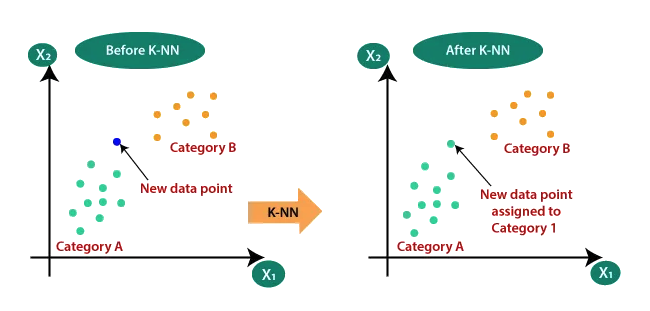 Before K-NN
X₂
Category B
New data point
Category A
X₁
K-NN
After K-NN
X₂
Category B
New data point
assigned to
Category 1
Category A
X₁